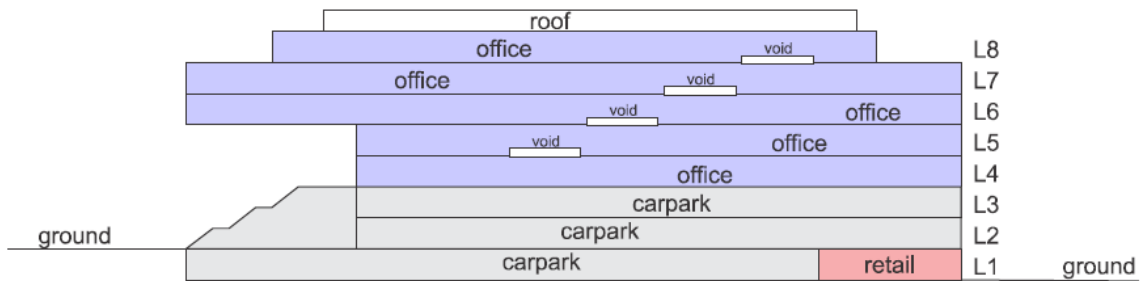 roof
office
void
L8
office
void
L7
void
office
L6
void
office
L5
office
L4
carpark
L3
ground
carpark
L2
carpark
retail
L1
ground